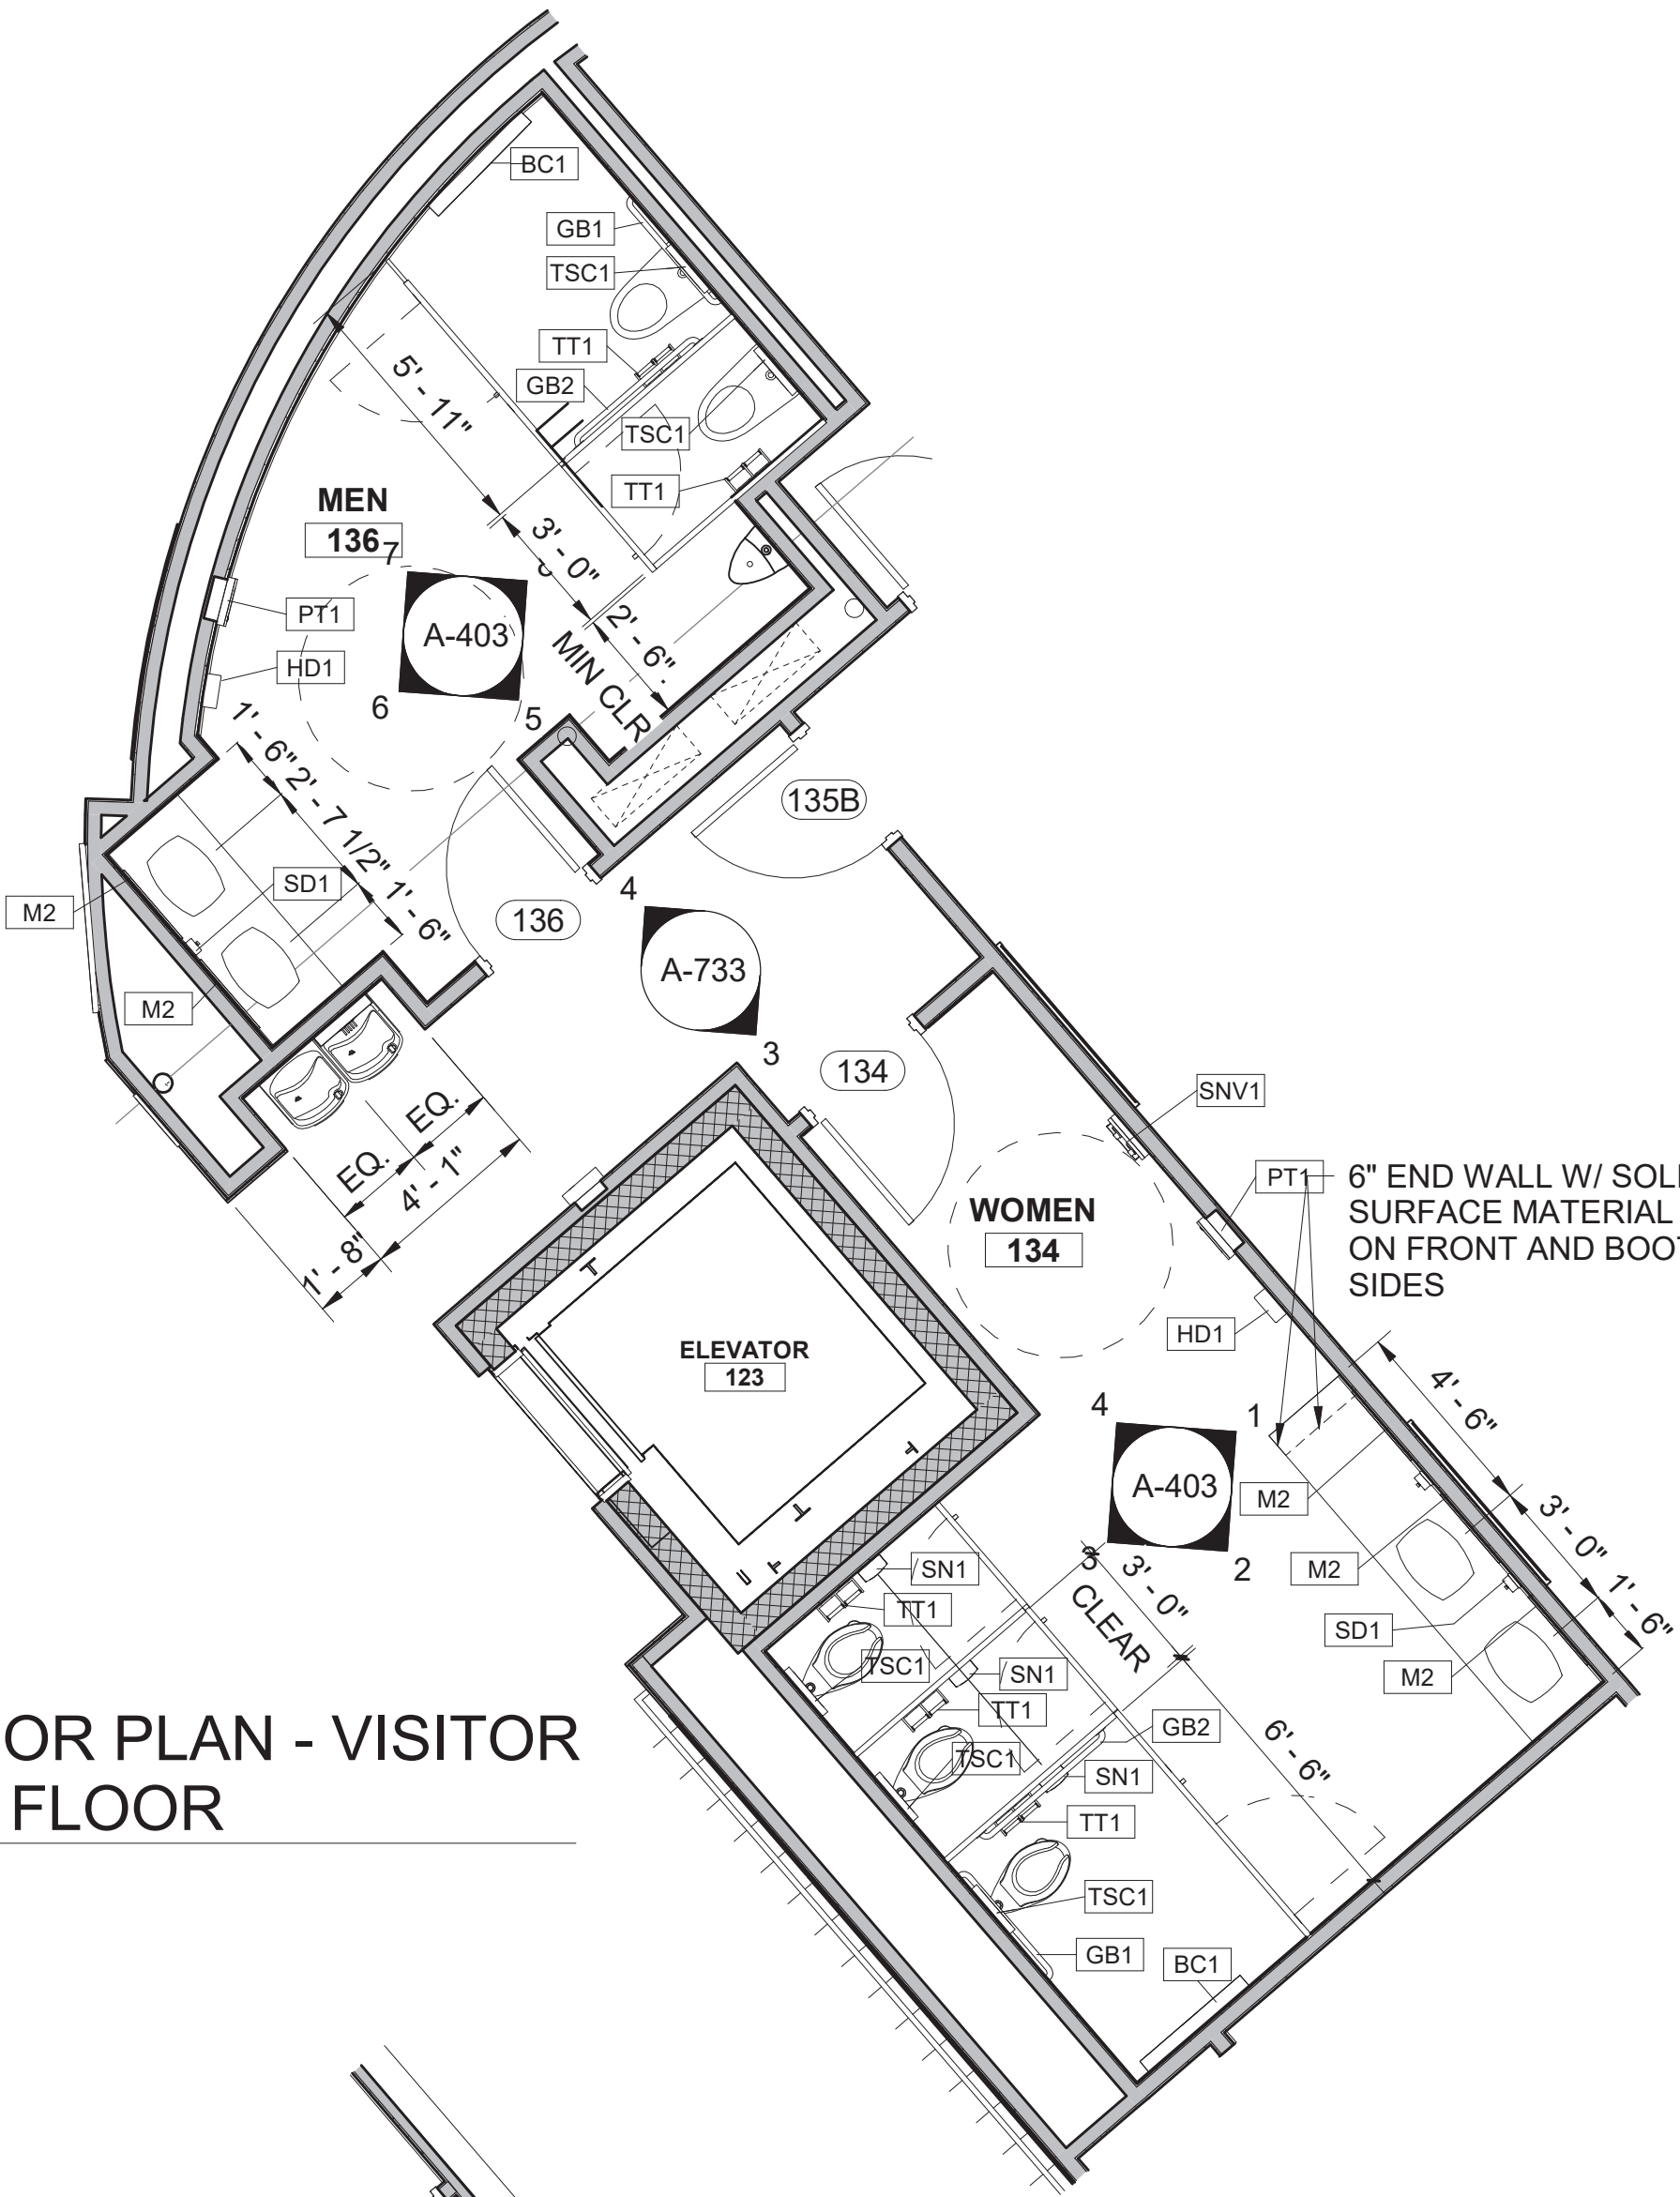 BC1
GB1
TSC1
TT1
GB2
TSC1
TT1
5' - 11"
MEN
136
7
3' - 0"
PT1
A-403
2' - 6"
MIN CLR.
HD1
6
5
1' - 6"
2' - 7 1/2"
1' - 6"
135B
SD1
M2
136
4
A-733
M2
3
134
SNV1
EQ.
EQ.
4' - 1"
1' - 8"
WOMEN
134
PT1
6" END WALL W/ SOLI
SURFACE MATERIAL
ON FRONT AND BOOT
SIDES
HD1
ELEVATOR
123
4' - 6"
4
1
A-403
M2
3
2
3' - 0"
CLEAR
M2
3' - 0"
1' - 6"
SD1
M2
SN1
TT1
TSC1
SN1
TT1
TSC1
GB2
SN1
TT1
6' - 6"
TSC1
GB1
BC1
OR PLAN - VISITOR
FLOOR